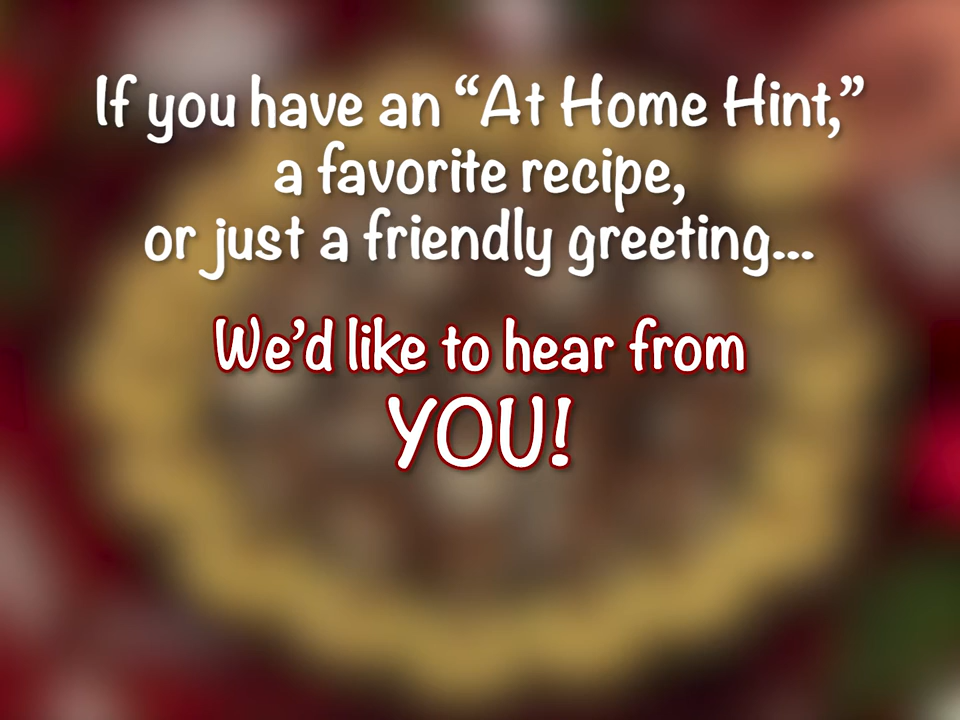 If you have an “At Home Hint,”
a favorite recipe,
or just a friendly greeting...
We’d like to hear from
YOU!